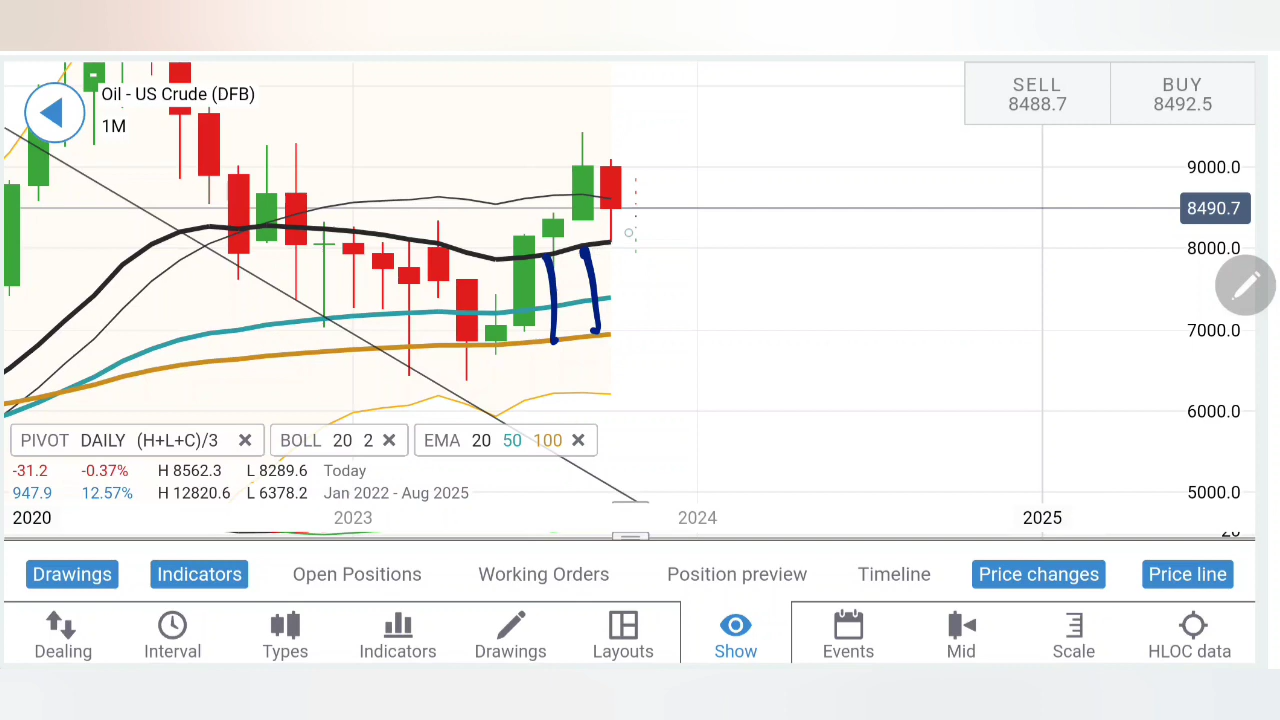 Oil - US Crude (DFB)
1M
SELL
8488.7
BUY
8492.5
9000.0
8490.7
8000.0
7000.0
6000.0
5000.0
PIVOT DAILY (H+L+C)/3
BOLL 20 2
EMA 20 50 100
-31.2 -0.37% H 8562.3 L 8289.6 Today
947.9 12.57% H 12820.6 L 6378.2 Jan 2022 - Aug 2025
2020 2023 2024 2025
Drawings Indicators Open Positions Working Orders Position preview Timeline Price changes Price line
Dealing Interval Types Indicators Drawings Layouts Show Events Mid Scale HLOC data